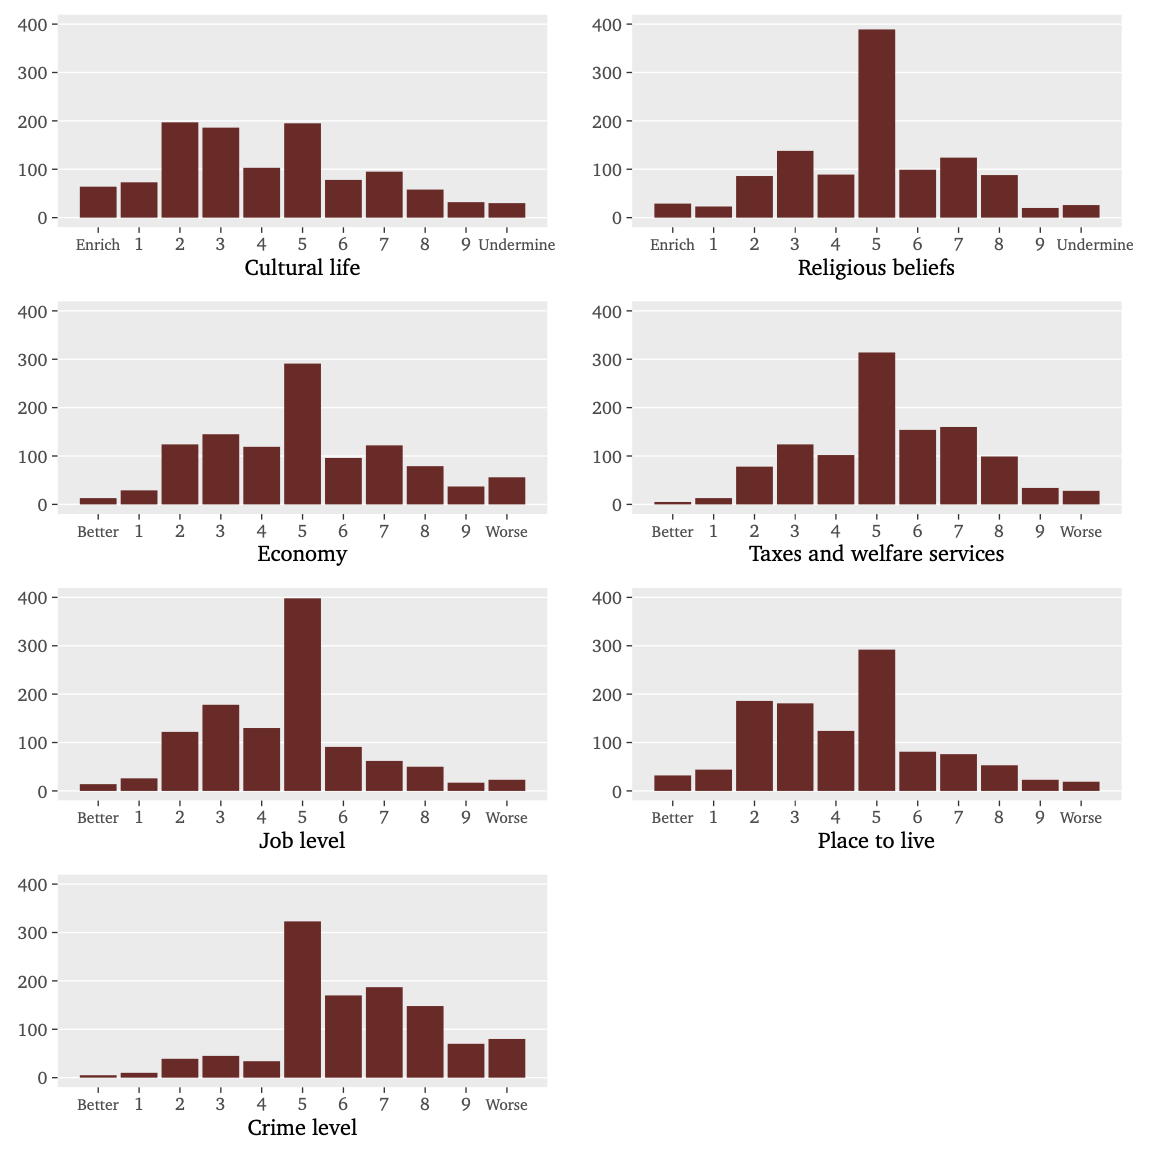 400
300
200
100
0
Enrich 1 2 3 4 5 6 7 8 9 Undermine
Cultural life
400
300
200
100
0
Enrich 1 2 3 4 5 6 7 8 9 Undermine
Religious beliefs
400
300
200
100
0
Better 1 2 3 4 5 6 7 8 9 Worse
Economy
400
300
200
100
0
Better 1 2 3 4 5 6 7 8 9 Worse
Taxes and welfare services
400
300
200
100
0
Better 1 2 3 4 5 6 7 8 9 Worse
Job level
400
300
200
100
0
Better 1 2 3 4 5 6 7 8 9 Worse
Place to live
400
300
200
100
0
Better 1 2 3 4 5 6 7 8 9 Worse
Crime level